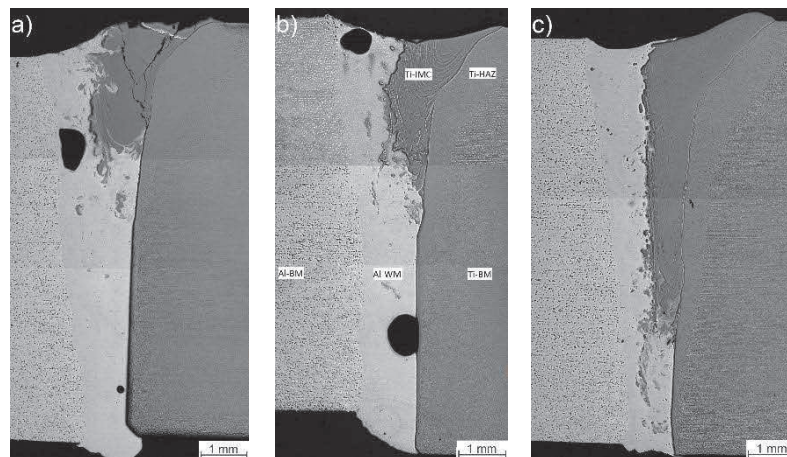 a)
b)
c)
Ti-IMC
Ti-HAZ
Al-BM
Al WM
Ti-BM
1 mm
1 mm
1 mm